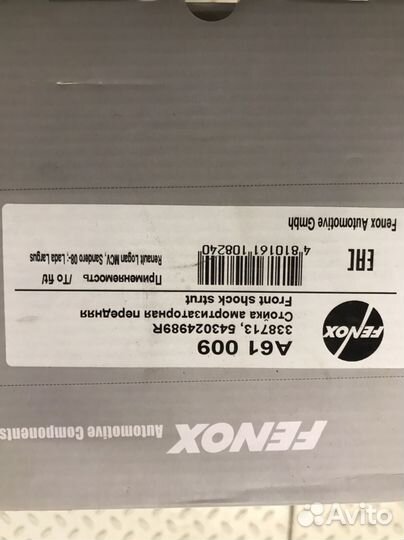 FENOX
Automotive Components
FENOX
A61 009
338713, 543024989R
Стойка амортизаторная передняя
Front shock strut
4 810161 108240
EAC
Применяемость /To fit/
Renault Logan MCV, Sandero 08-; Lada Largus
Fenox Automotive Gmbh
Avito